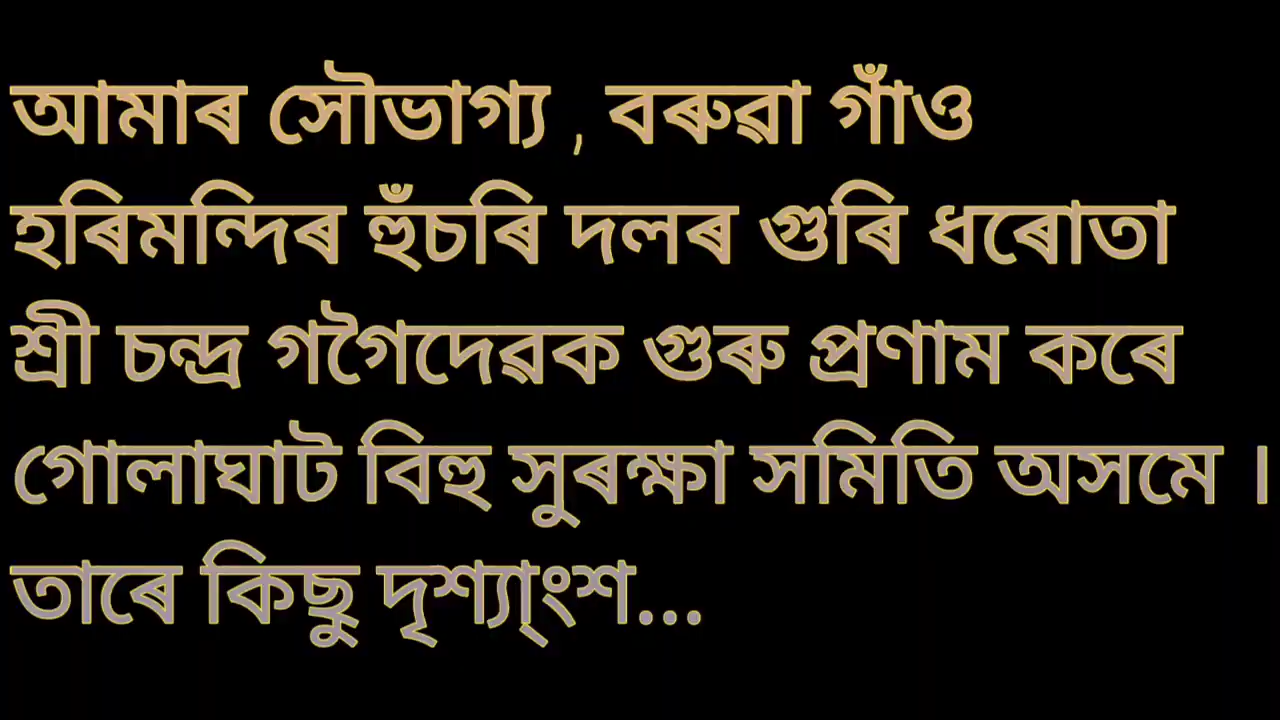 আমাৰ সৌভাগ্য , বৰুৱা গাঁও
হৰিমন্দিৰ হুঁচৰি দলৰ গুৰি ধৰোতা
শ্ৰী চন্দ্ৰ গগৈদেৱক গুৰু প্ৰণাম কৰে
গোলাঘাট বিহু সুৰক্ষা সমিতি অসমে ।
তাৰে কিছু দৃশ্যা্ংশ...